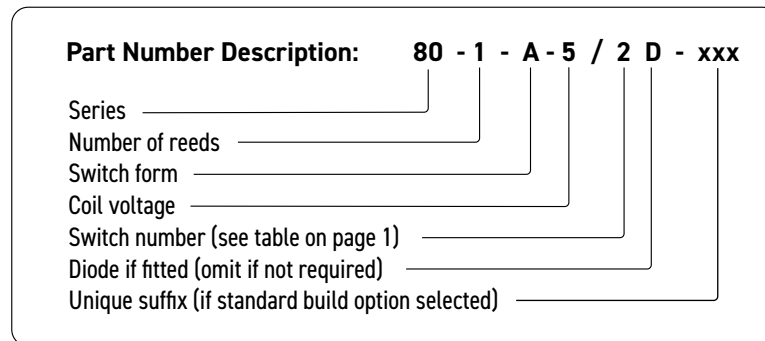 Part Number Description: 80 - 1 - A - 5 / 2 D - xxx
Series
Number of reeds
Switch form
Coil voltage
Switch number (see table on page 1)
Diode if fitted (omit if not required)
Unique suffix (if standard build option selected)